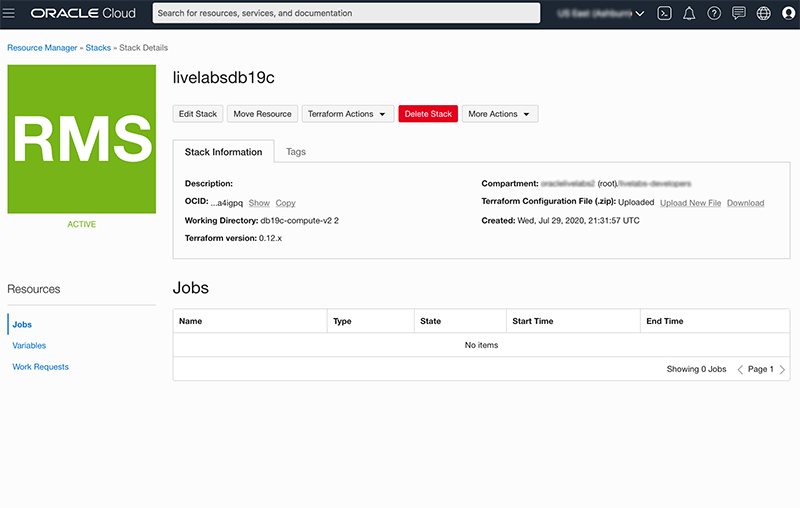 ORACLE Cloud
Search for resources, services, and documentation
Resource Manager » Stacks » Stack Details
RMS
ACTIVE
livelabsdb19c
Edit Stack Move Resource Terraform Actions Delete Stack More Actions
Stack Information Tags
Description:
OCID: ...a4igpq Show Copy
Working Directory: db19c-compute-v2 2
Terraform version: 0.12.x
Compartment: (root)
Terraform Configuration File (.zip): Uploaded Upload New File Download
Created: Wed, Jul 29, 2020, 21:31:57 UTC
Resources
Jobs
Variables
Work Requests
Jobs
Name Type State Start Time End Time
No items
Showing 0 Jobs Page 1